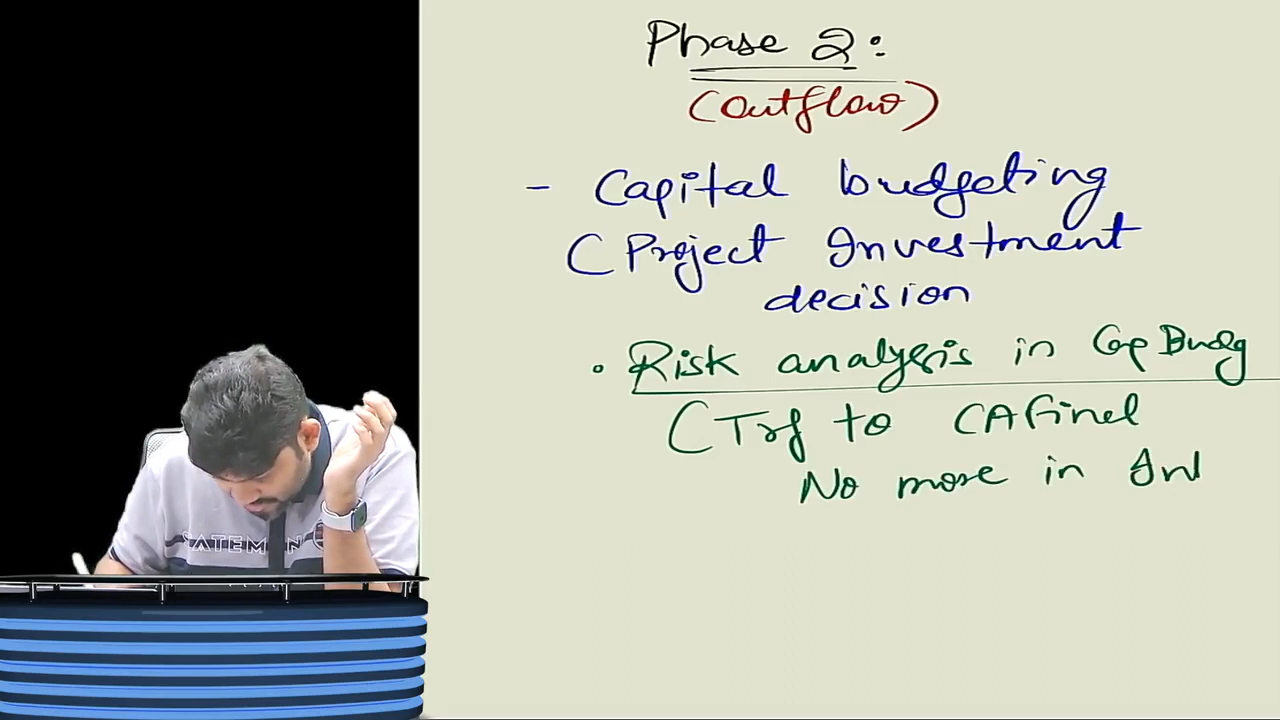 Phase 2:
(Outflow)
- Capital budgeting
(Project Investment
decision
• Risk analysis in Cap Budg
(Trf to CA Final
No more in Int